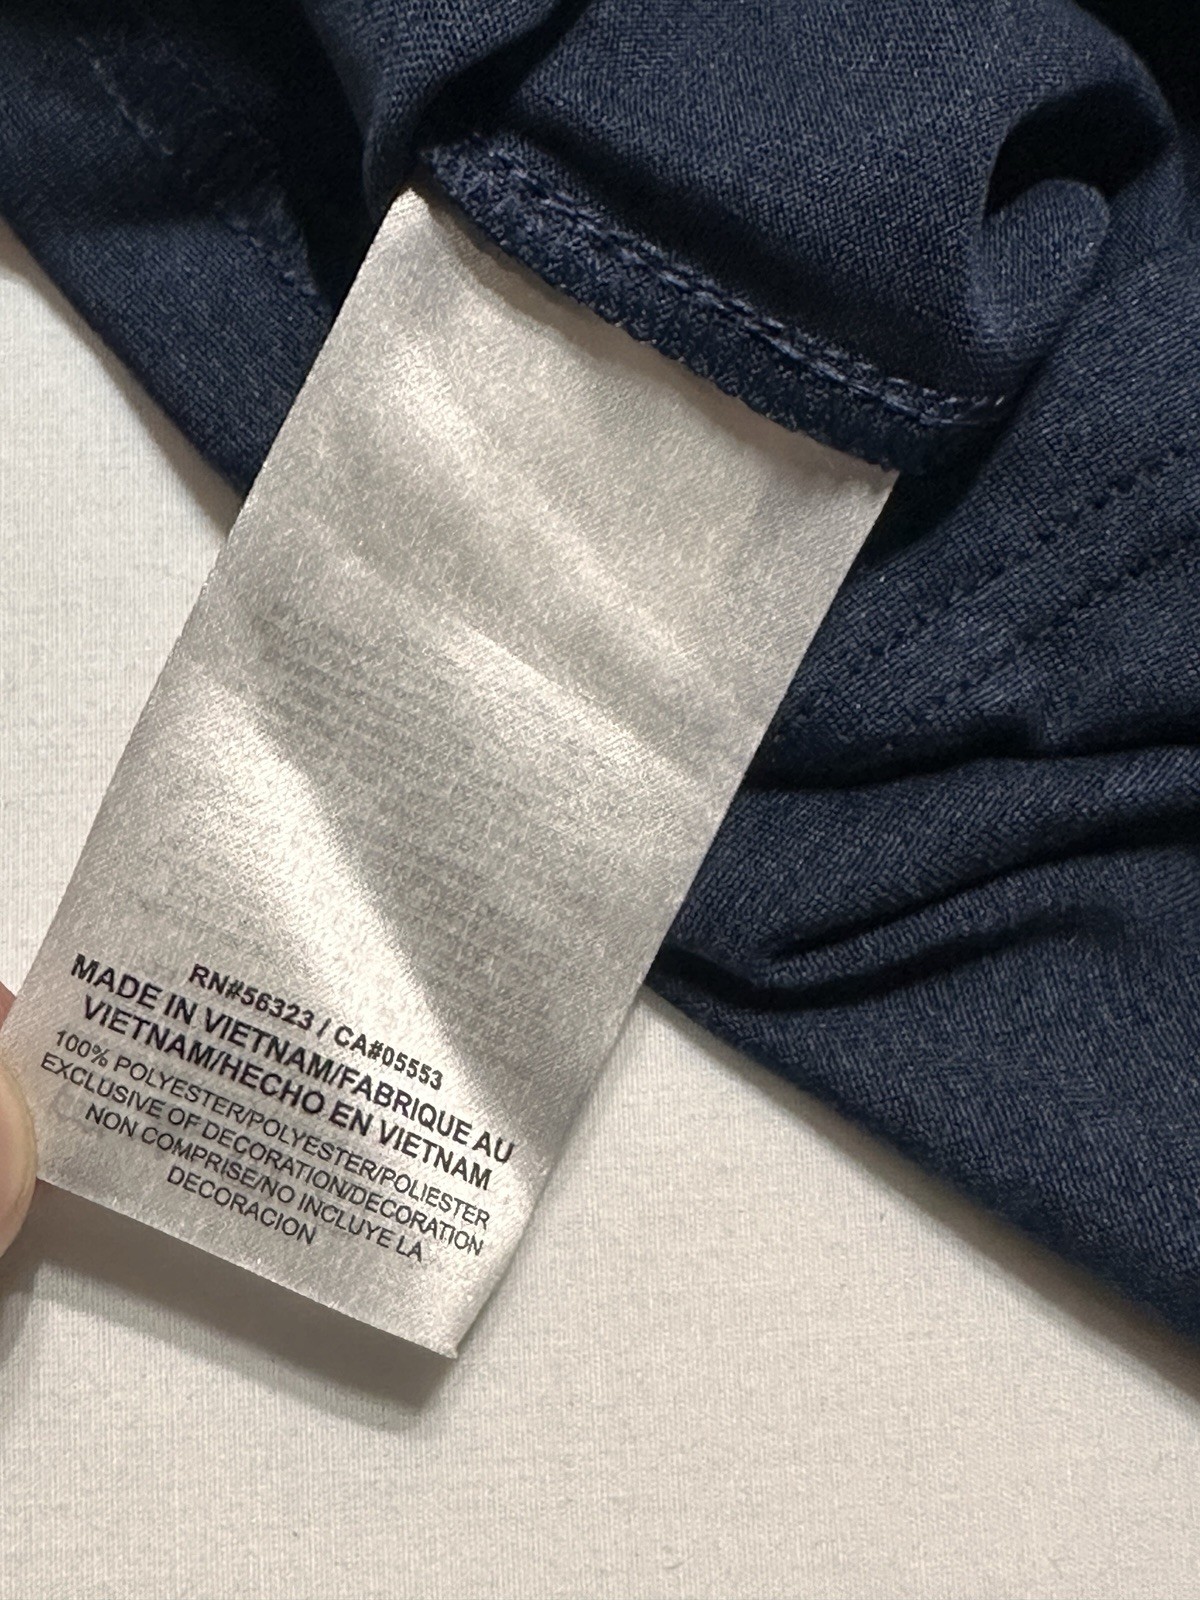 RN#56323 / CA#05553
MADE IN VIETNAM/FABRIQUE AU
VIETNAM/HECHO EN VIETNAM
100% POLYESTER/POLYESTER/POLIESTER
EXCLUSIVE OF DECORATION/DECORATION
NON COMPRISE/NO INCLUYE LA
DECORACION